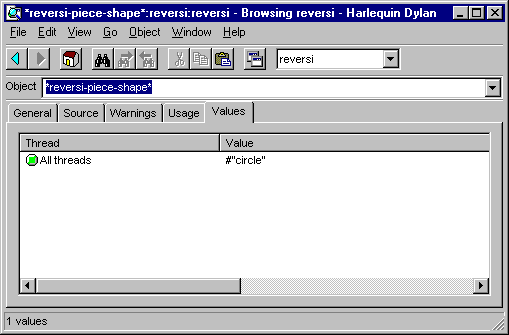 *reversi-piece-shape*:reversi:reversi - Browsing reversi - Harlequin Dylan
File Edit View Go Object Window Help
reversi
Object *reversi-piece-shape*
General Source Warnings Usage Values
Thread Value
All threads #"circle"
1 values